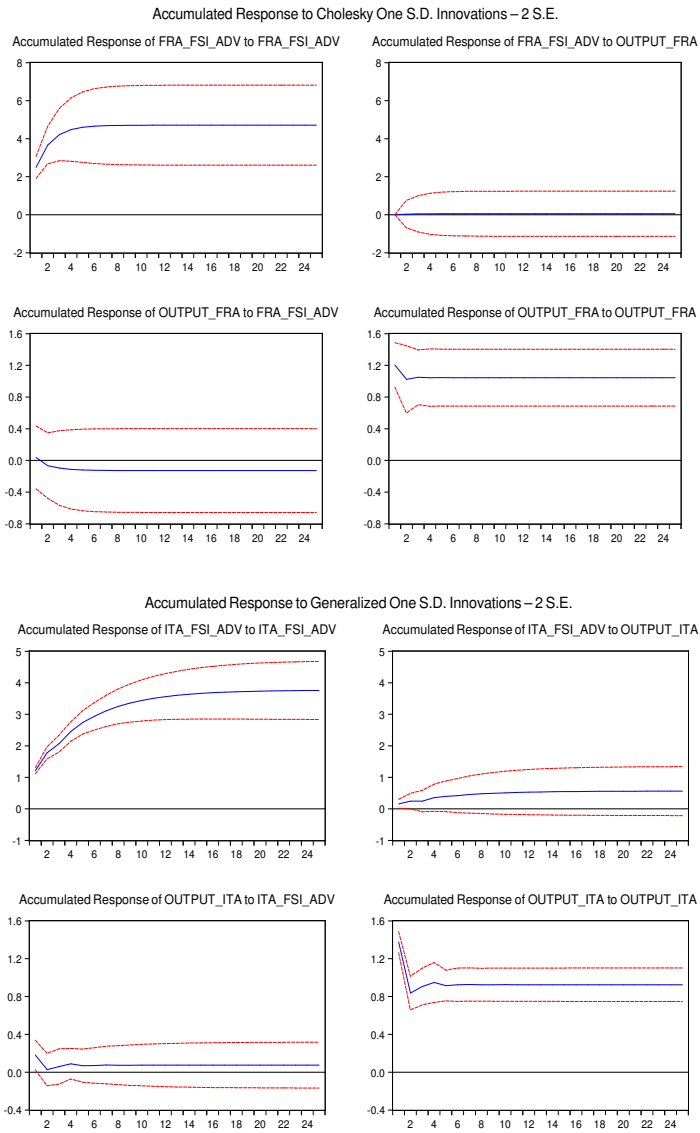 Accumulated Response to Cholesky One S.D. Innovations – 2 S.E.
Accumulated Response of FRA_FSI_ADV to FRA_FSI_ADV
8
6
4
2
0
-2
2 4 6 8 10 12 14 16 18 20 22 24
Accumulated Response of FRA_FSI_ADV to OUTPUT_FRA
8
6
4
2
0
-2
2 4 6 8 10 12 14 16 18 20 22 24
Accumulated Response of OUTPUT_FRA to FRA_FSI_ADV
1.6
1.2
0.8
0.4
0.0
-0.4
-0.8
2 4 6 8 10 12 14 16 18 20 22 24
Accumulated Response of OUTPUT_FRA to OUTPUT_FRA
1.6
1.2
0.8
0.4
0.0
-0.4
-0.8
2 4 6 8 10 12 14 16 18 20 22 24
Accumulated Response to Generalized One S.D. Innovations – 2 S.E.
Accumulated Response of ITA_FSI_ADV to ITA_FSI_ADV
5
4
3
2
1
0
-1
2 4 6 8 10 12 14 16 18 20 22 24
Accumulated Response of ITA_FSI_ADV to OUTPUT_ITA
5
4
3
2
1
0
-1
2 4 6 8 10 12 14 16 18 20 22 24
Accumulated Response of OUTPUT_ITA to ITA_FSI_ADV
1.6
1.2
0.8
0.4
0.0
-0.4
2 4 6 8 10 12 14 16 18 20 22 24
Accumulated Response of OUTPUT_ITA to OUTPUT_ITA
1.6
1.2
0.8
0.4
0.0
-0.4
2 4 6 8 10 12 14 16 18 20 22 24